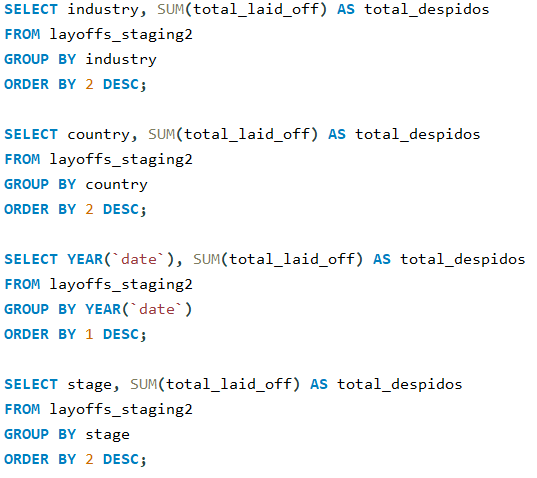 SELECT industry, SUM(total_laid_off) AS total_despidos
FROM layoffs_staging2
GROUP BY industry
ORDER BY 2 DESC;

SELECT country, SUM(total_laid_off) AS total_despidos
FROM layoffs_staging2
GROUP BY country
ORDER BY 2 DESC;

SELECT YEAR(`date`), SUM(total_laid_off) AS total_despidos
FROM layoffs_staging2
GROUP BY YEAR(`date`)
ORDER BY 1 DESC;

SELECT stage, SUM(total_laid_off) AS total_despidos
FROM layoffs_staging2
GROUP BY stage
ORDER BY 2 DESC;